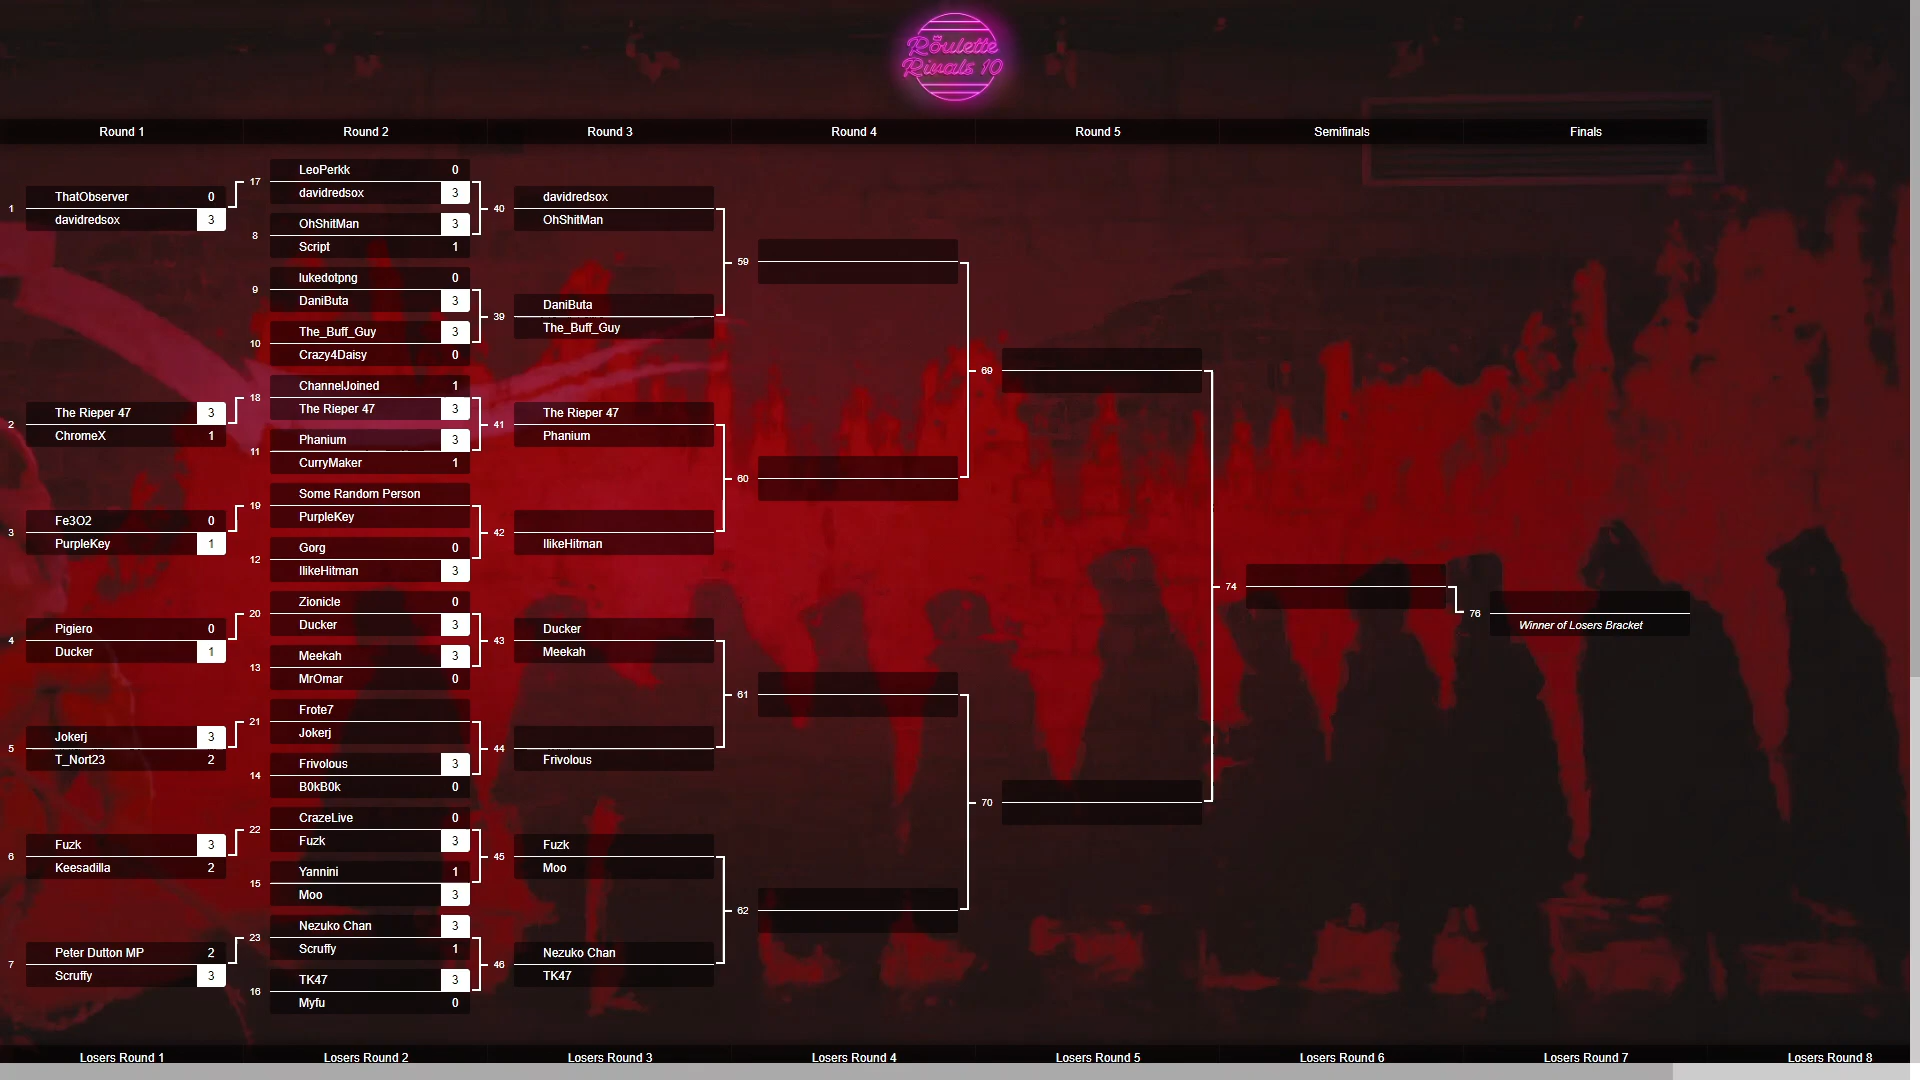 Roulette
Rivals 10
Round 1
Round 2
Round 3
Round 4
Round 5
Semifinals
Finals
1
ThatObserver 0
davidredsox 3
2
The Rieper 47 3
ChromeX 1
3
Fe3O2 0
PurpleKey 1
4
Pigiero 0
Ducker 1
5
Jokerj 3
T_Nort23 2
6
Fuzk 3
Keesadilla 2
7
Peter Dutton MP 2
Scruffy 3
17
LeoPerkk 0
davidredsox 3
8
OhShitMan 3
Script 1
9
lukedotpng 0
DaniButa 3
10
The_Buff_Guy 3
Crazy4Daisy 0
18
ChannelJoined 1
The Rieper 47 3
11
Phanium 3
CurryMaker 1
19
Some Random Person
PurpleKey
12
Gorg 0
IlikeHitman 3
20
Zionicle 0
Ducker 3
13
Meekah 3
MrOmar 0
21
Frote7
Jokerj
14
Frivolous 3
B0kB0k 0
22
CrazeLive 0
Fuzk 3
15
Yannini 1
Moo 3
23
Nezuko Chan 3
Scruffy 1
16
TK47 3
Myfu 0
40
davidredsox
OhShitMan
39
DaniButa
The_Buff_Guy
41
The Rieper 47
Phanium
42
IlikeHitman
43
Ducker
Meekah
44
Frivolous
45
Fuzk
Moo
46
Nezuko Chan
TK47
59
60
61
62
69
70
74
76
Winner of Losers Bracket
Losers Round 1
Losers Round 2
Losers Round 3
Losers Round 4
Losers Round 5
Losers Round 6
Losers Round 7
Losers Round 8